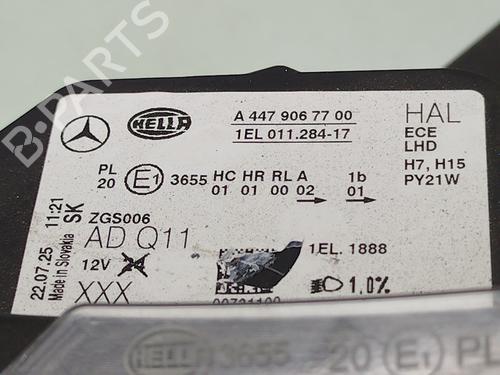 B-PARTS
HELLA
A 447 906 77 00
1EL 011.284-17
HAL
ECE
LHD
H7, H15
PY21W
PL
20
E1
3655
HC HR RL A
01 01 00 02
1b
01
22.07.25 11:21
Made in Slovakia
SK
ZGS006
AD Q11
12V
XXX
1EL. 1888
1.0%
HELLA 3655 20 E1 PL